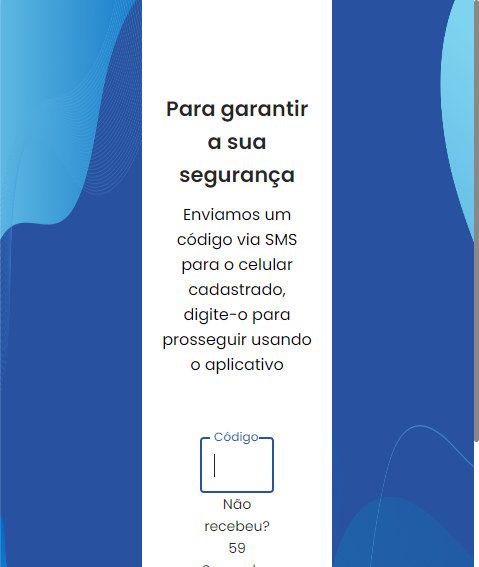 Para garantir
a sua
segurança
Enviamos um
código via SMS
para o celular
cadastrado,
digite-o para
prosseguir usando
o aplicativo
Código
Não
recebeu?
59